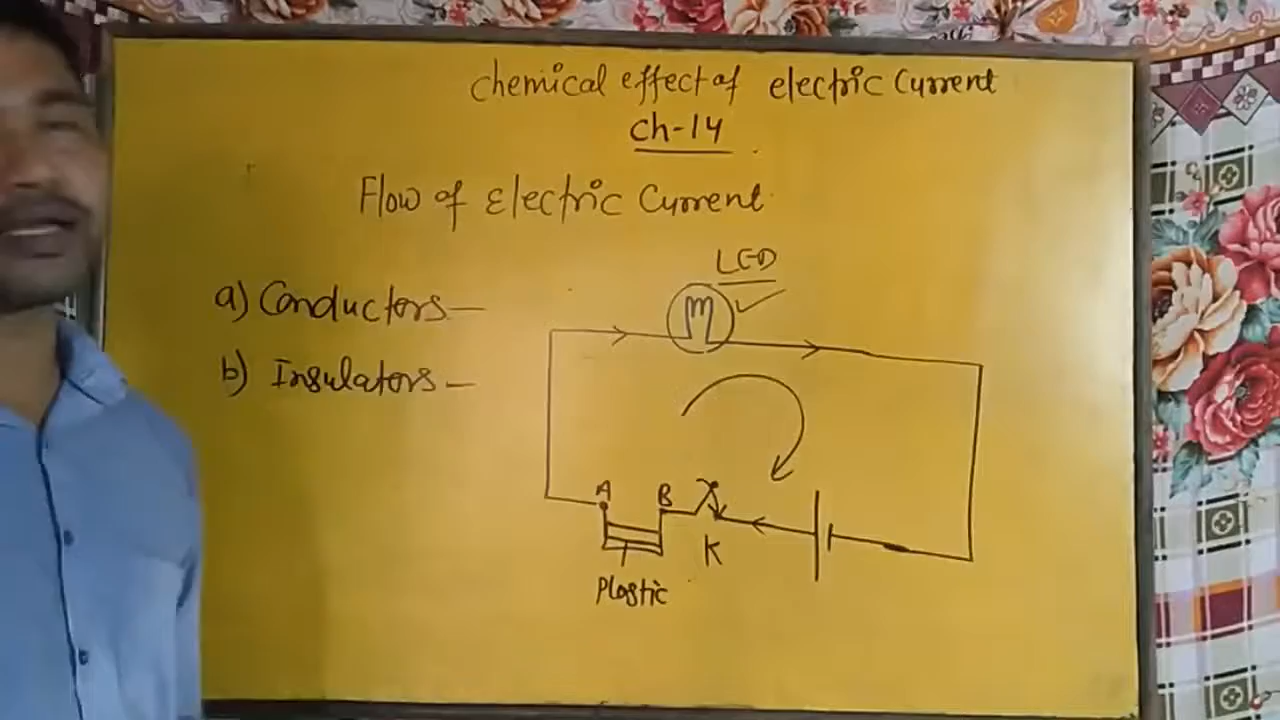 chemical effect of electric Current
Ch-14
Flow of Electric Current
LED
a) Conductors-
b) Insulators-
A B
K
Plastic